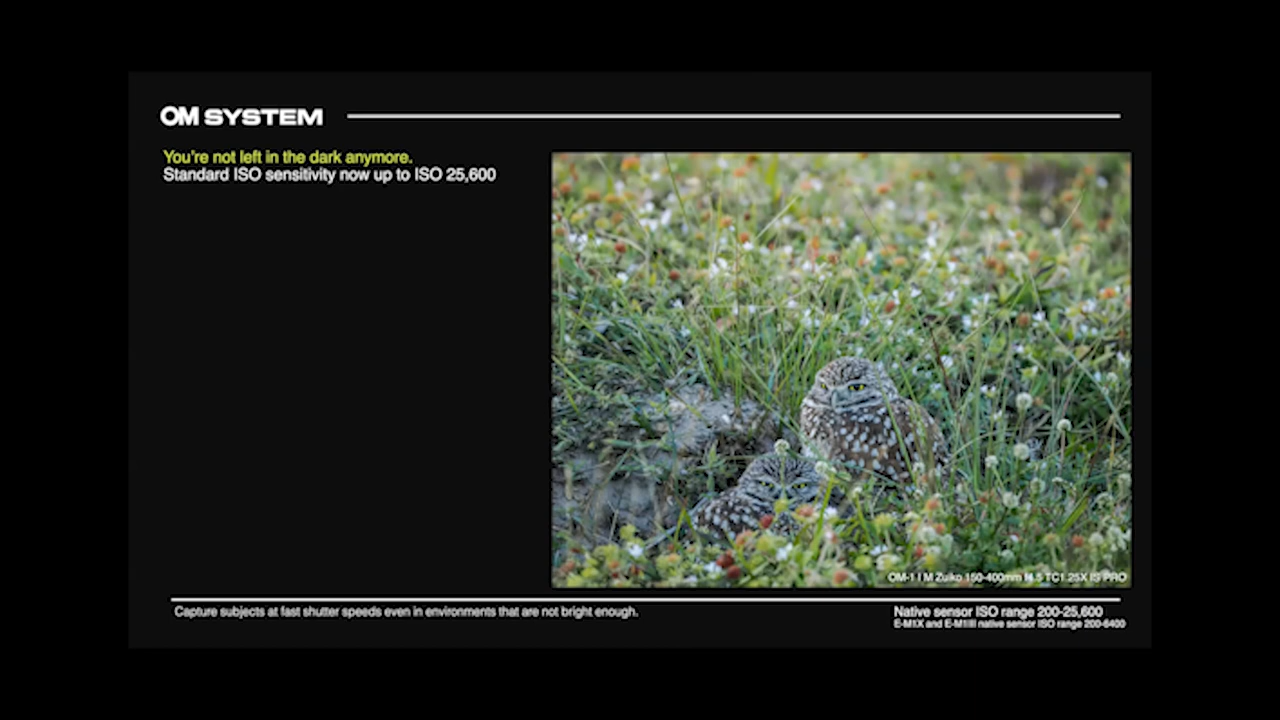 OM SYSTEM
You're not left in the dark anymore.
Standard ISO sensitivity now up to ISO 25,600
OM-1 I M Zuiko 150-400mm f4.5 TC1.25X IS PRO
Capture subjects at fast shutter speeds even in environments that are not bright enough.
Native sensor ISO range 200-25,600
E-M1X and E-M1III native sensor ISO range 200-6400